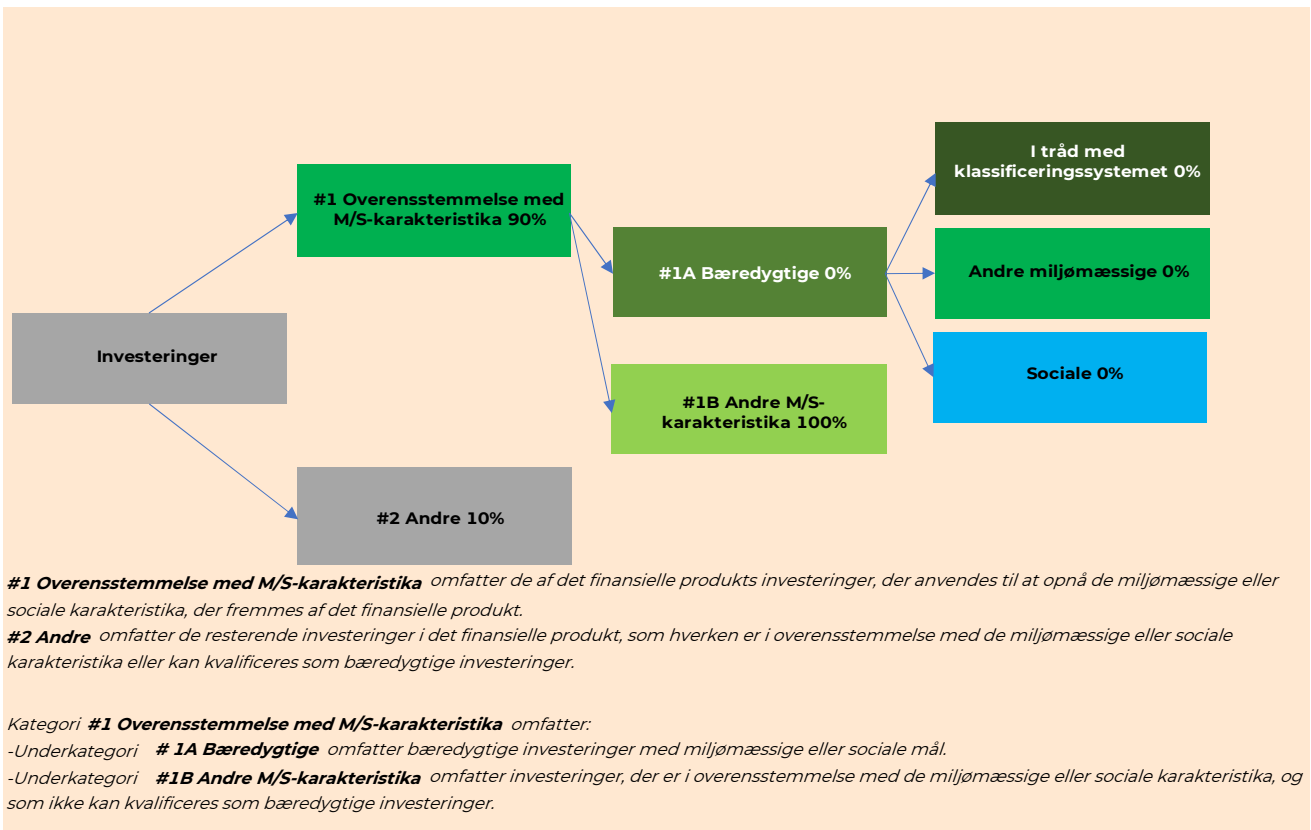 I tråd med
klassificeringssystemet 0%
#1 Overensstemmelse med
M/S-karakteristika 90%
#1A Bæredygtige 0%
Andre miljømæssige 0%
Investeringer
Sociale 0%
#1B Andre M/S-
karakteristika 100%
#2 Andre 10%
#1 Overensstemmelse med M/S-karakteristika omfatter de af det finansielle produkts investeringer, der anvendes til at opnå de miljømæssige eller
sociale karakteristika, der fremmes af det finansielle produkt.
#2 Andre omfatter de resterende investeringer i det finansielle produkt, som hverken er i overensstemmelse med de miljømæssige eller sociale
karakteristika eller kan kvalificeres som bæredygtige investeringer.
Kategori #1 Overensstemmelse med M/S-karakteristika omfatter:
-Underkategori # 1A Bæredygtige omfatter bæredygtige investeringer med miljømæssige eller sociale mål.
-Underkategori #1B Andre M/S-karakteristika omfatter investeringer, der er i overensstemmelse med de miljømæssige eller sociale karakteristika, og
som ikke kan kvalificeres som bæredygtige investeringer.